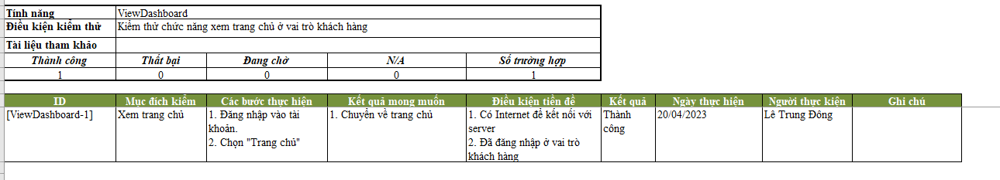 Tính năng ViewDashboard
Điều kiện kiểm thử Kiểm thử chức năng xem trang chủ ở vai trò khách hàng
Tài liệu tham khảo
Thành công Thất bại Đang chờ N/A Số trường hợp
1 0 0 0 1
ID Mục đích kiểm Các bước thực hiện Kết quả mong muốn Điều kiện tiền đề Kết quả Ngày thực hiện Người thực kiện Ghi chú
[ViewDashboard-1] Xem trang chủ 1. Đăng nhập vào tài 1. Chuyển về trang chủ 1. Có Internet để kết nối với Thành 20/04/2023 Lê Trung Đông
khoản. server công
2. Chọn "Trang chủ" 2. Đã đăng nhập ở vai trò
khách hàng